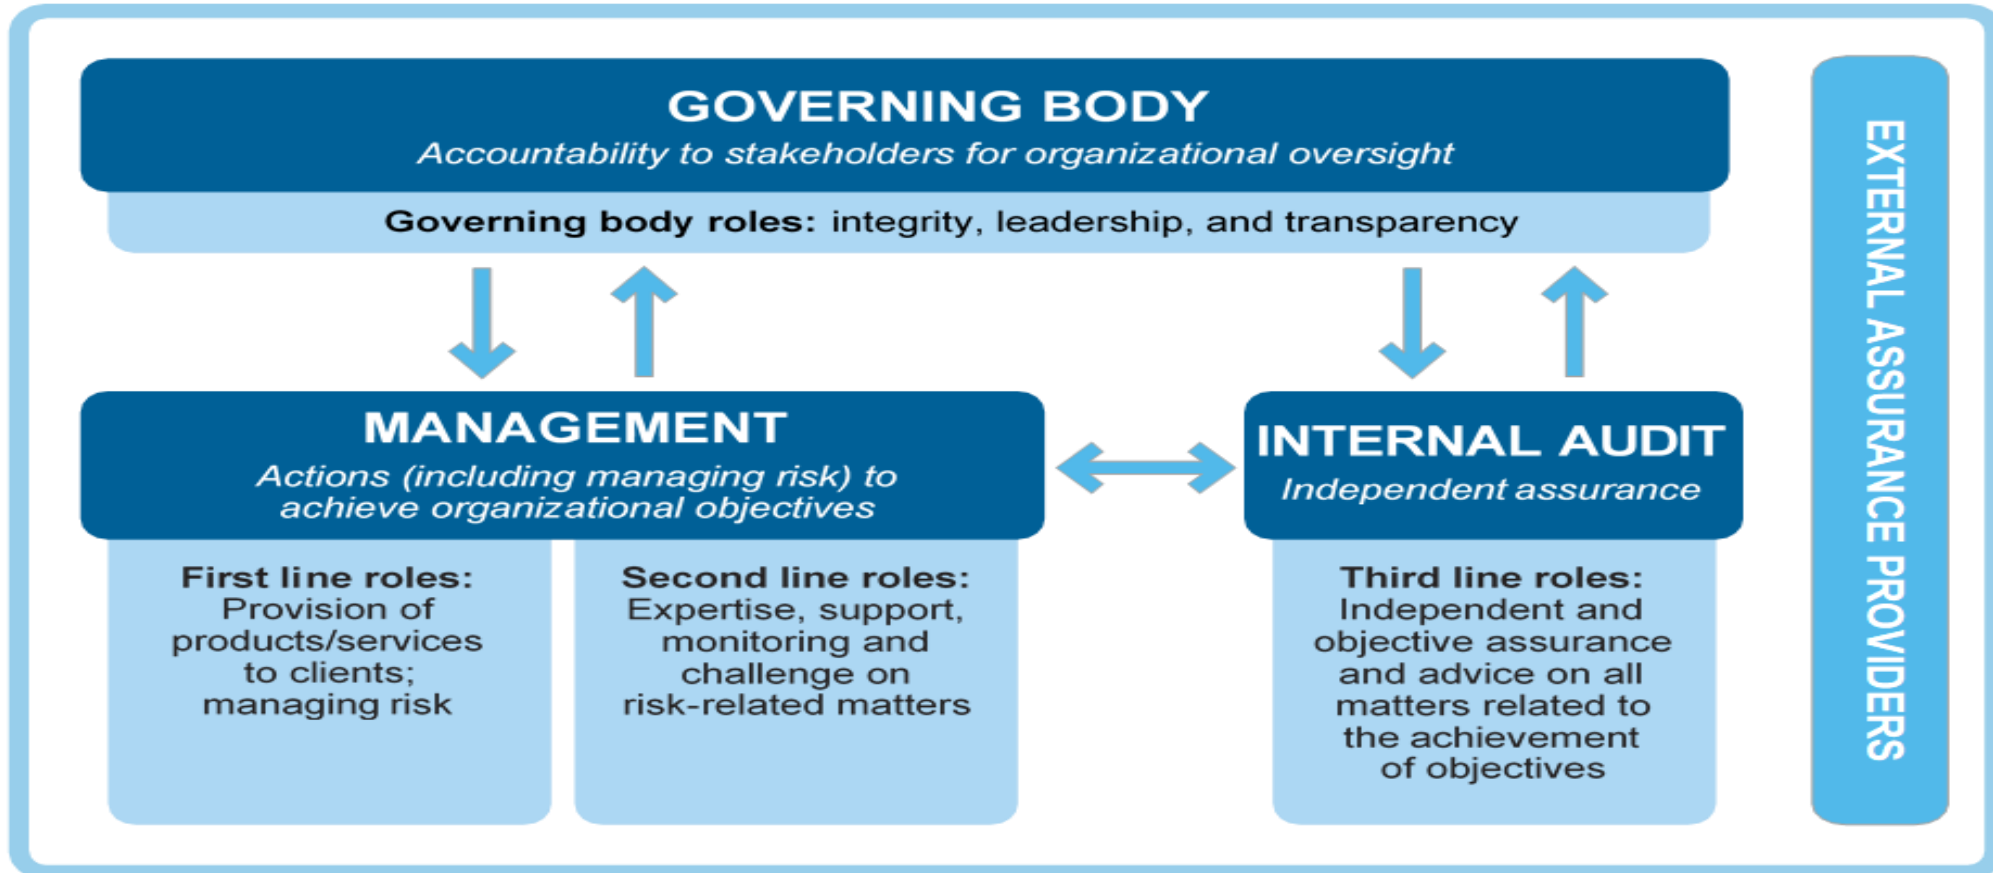 GOVERNING BODY
Accountability to stakeholders for organizational oversight
Governing body roles: integrity, leadership, and transparency
MANAGEMENT
Actions (including managing risk) to
achieve organizational objectives
First line roles:
Provision of
products/services
to clients;
managing risk
Second line roles:
Expertise, support,
monitoring and
challenge on
risk-related matters
INTERNAL AUDIT
Independent assurance
Third line roles:
Independent and
objective assurance
and advice on all
matters related to
the achievement
of objectives
EXTERNAL ASSURANCE PROVIDERS